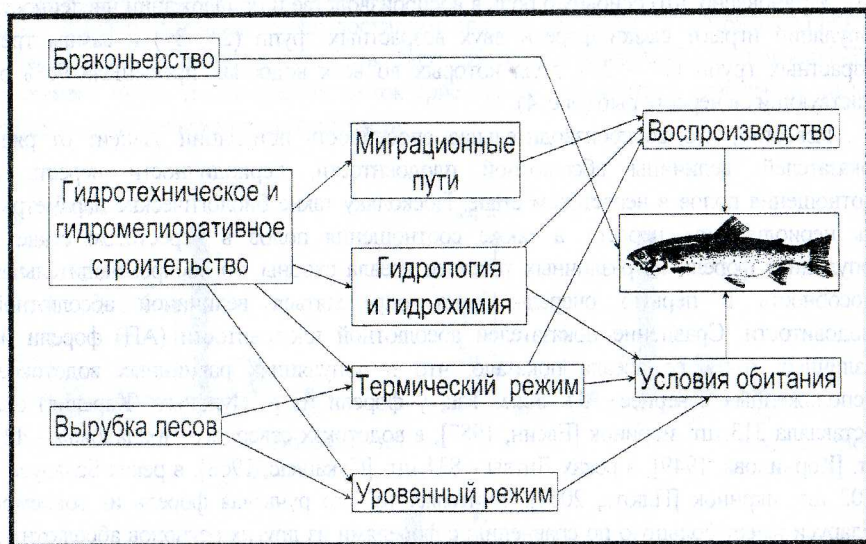 Браконьерство
Гидротехническое и
гидромелиоративное
строительство
Вырубка лесов
Миграционные
пути
Гидрология
и гидрохимия
Термический режим
Уровенный режим
Воспроизводство
Условия обитания